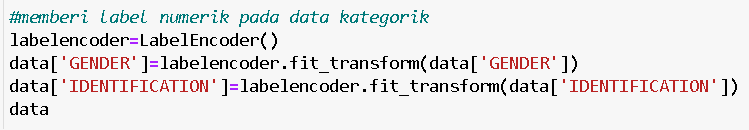 #memberi label numerik pada data kategorik
labelencoder=LabelEncoder()
data['GENDER']=labelencoder.fit_transform(data['GENDER'])
data['IDENTIFICATION']=labelencoder.fit_transform(data['IDENTIFICATION'])
data